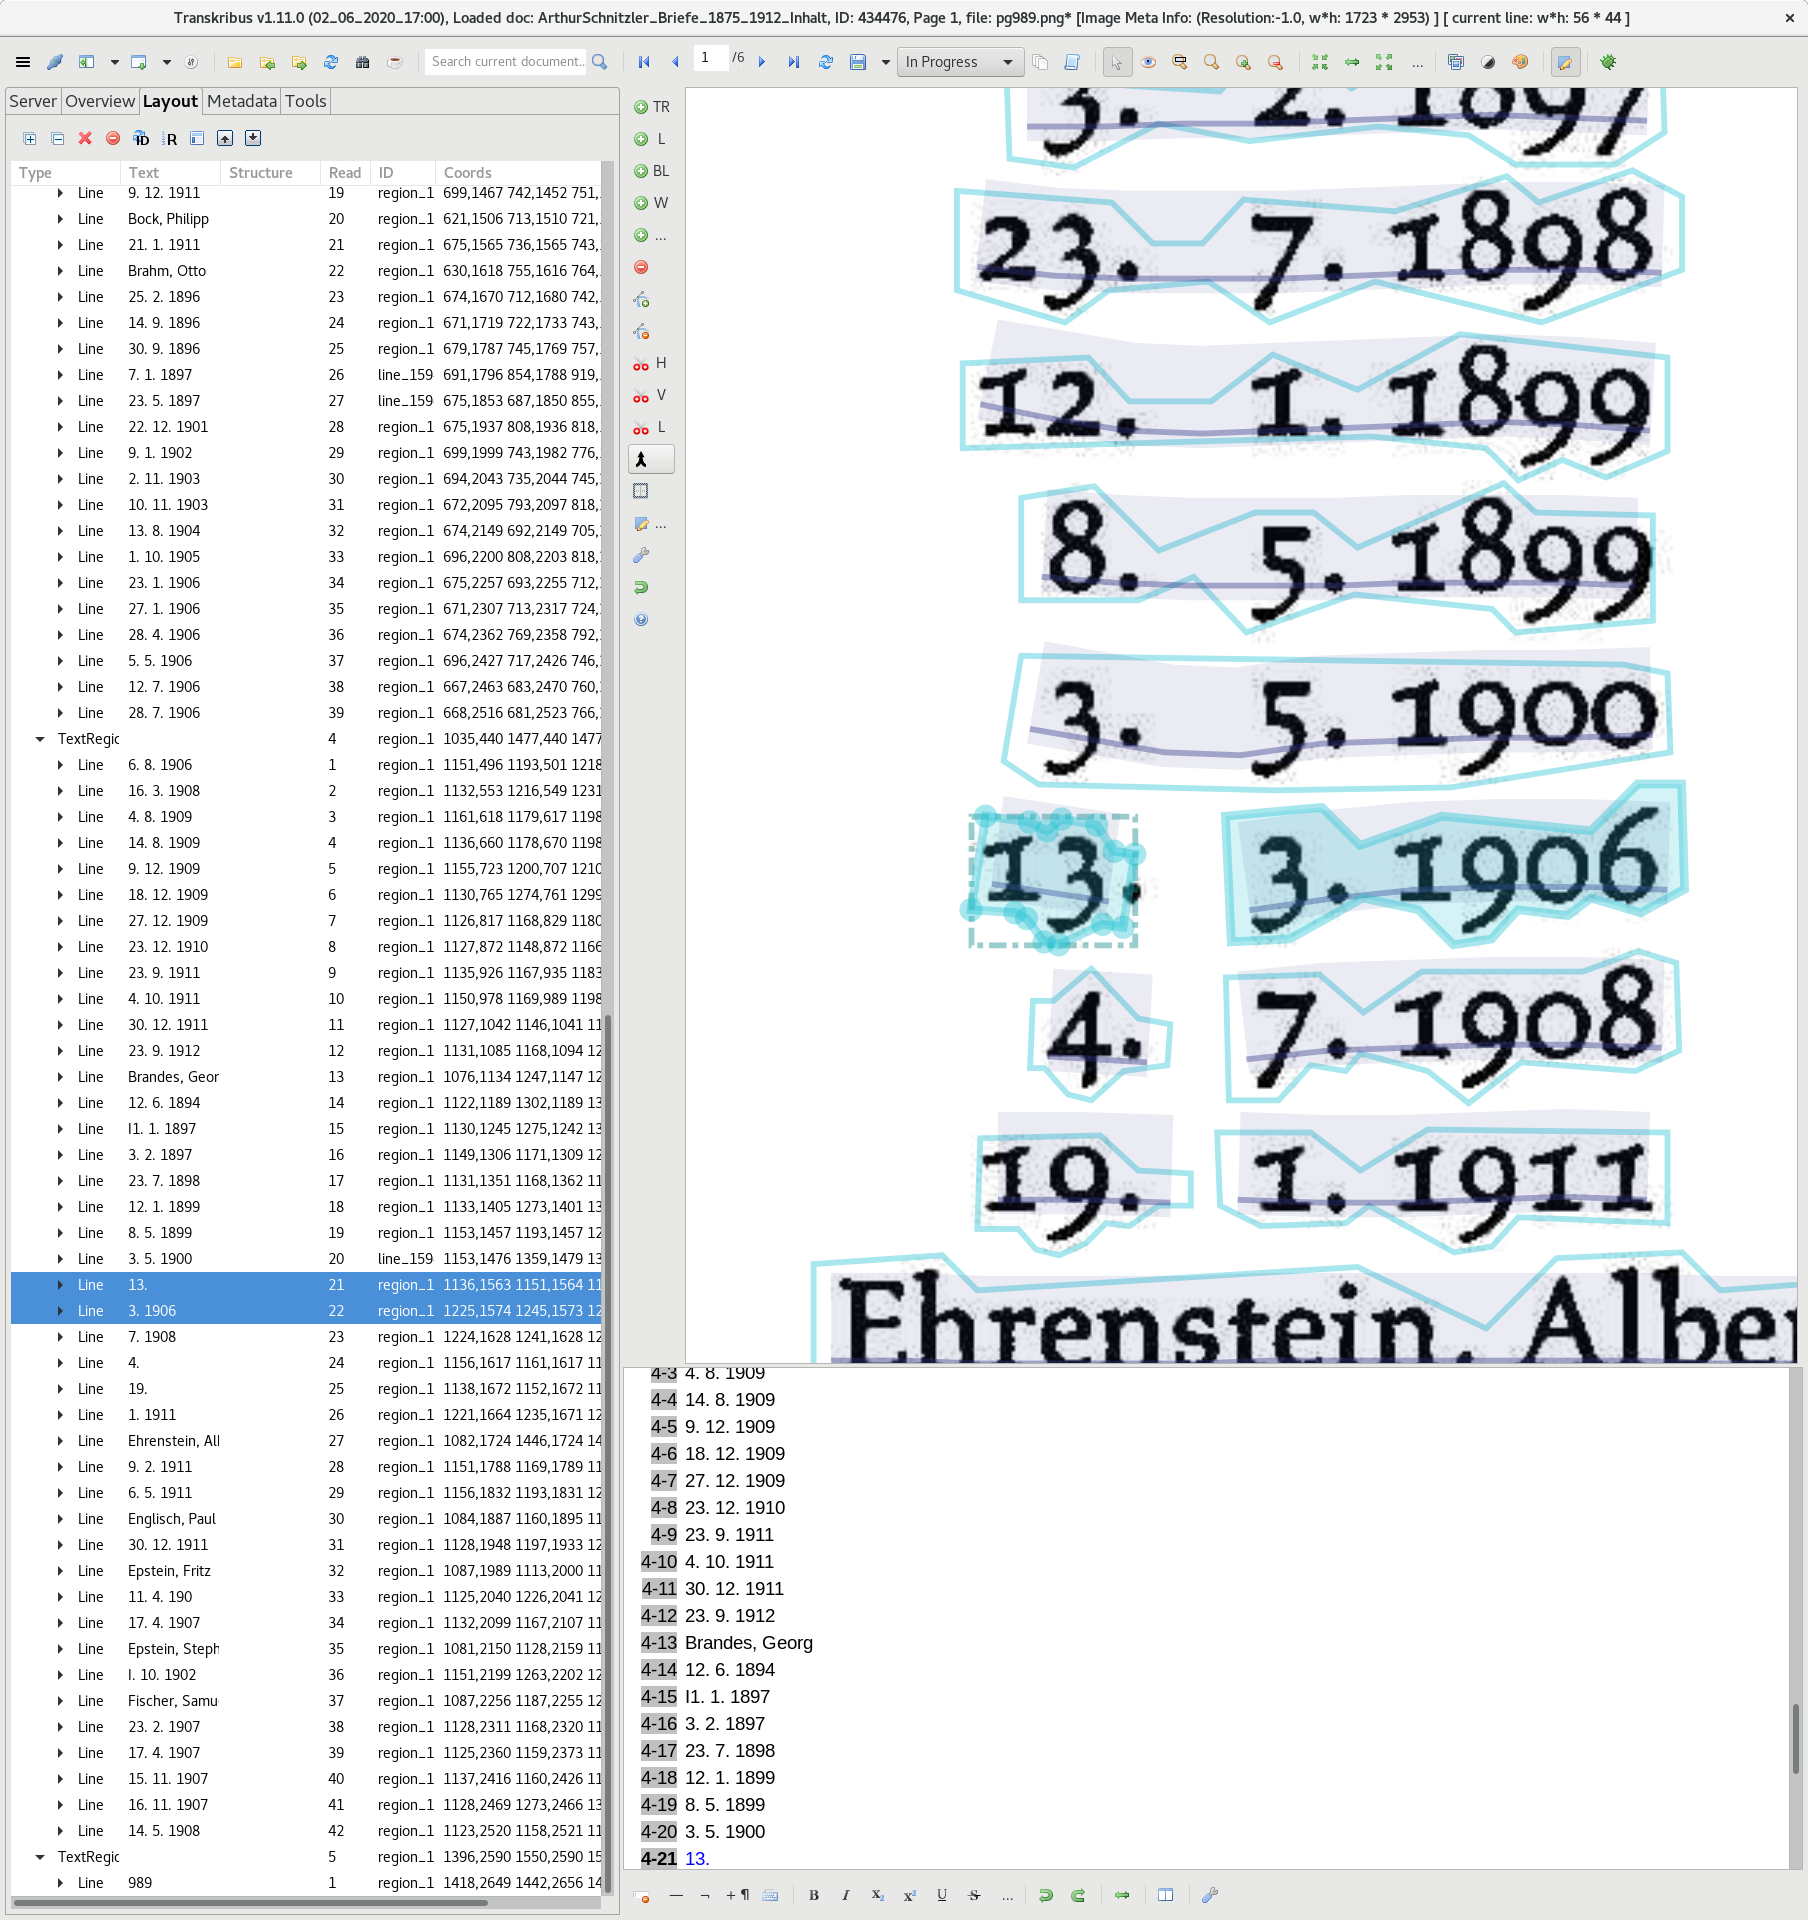 Transkribus v1.11.0 (02_06_2020_17:00), Loaded doc: ArthurSchnitzler_Briefe_1875_1912_Inhalt, ID: 434476, Page 1, file: pg989.png* [Image Meta Info: (Resolution:-1.0, w*h: 1723 * 2953) ] [ current line: w*h: 56 * 44 ]
Search current document... 1 /6 In Progress ...
Server Overview Layout Metadata Tools
ID R
Type Text Structure Read ID Coords
Line 9. 12. 1911 19 region_1 699,1467 742,1452 751,
Line Bock, Philipp 20 region_1 621,1506 713,1510 721,
Line 21. 1. 1911 21 region_1 675,1565 736,1565 743,
Line Brahm, Otto 22 region_1 630,1618 755,1616 764,
Line 25. 2. 1896 23 region_1 674,1670 712,1680 742,
Line 14. 9. 1896 24 region_1 671,1719 722,1733 743,
Line 30. 9. 1896 25 region_1 679,1787 745,1769 757,
Line 7. 1. 1897 26 line_159 691,1796 854,1788 919,
Line 23. 5. 1897 27 line_159 675,1853 687,1850 855,
Line 22. 12. 1901 28 region_1 675,1937 808,1936 818,
Line 9. 1. 1902 29 region_1 699,1999 743,1982 776,
Line 2. 11. 1903 30 region_1 694,2043 735,2044 745,
Line 10. 11. 1903 31 region_1 672,2095 793,2097 818,
Line 13. 8. 1904 32 region_1 674,2149 692,2149 705,
Line 1. 10. 1905 33 region_1 696,2200 808,2203 818,
Line 23. 1. 1906 34 region_1 675,2257 693,2255 712,
Line 27. 1. 1906 35 region_1 671,2307 713,2317 724,
Line 28. 4. 1906 36 region_1 674,2362 769,2358 792,
Line 5. 5. 1906 37 region_1 696,2427 717,2426 746,
Line 12. 7. 1906 38 region_1 667,2463 683,2470 760,
Line 28. 7. 1906 39 region_1 668,2516 681,2523 766,
TextRegic 4 region_1 1035,440 1477,440 1477
Line 6. 8. 1906 1 region_1 1151,496 1193,501 1218
Line 16. 3. 1908 2 region_1 1132,553 1216,549 1231
Line 4. 8. 1909 3 region_1 1161,618 1179,617 1198
Line 14. 8. 1909 4 region_1 1136,660 1178,670 1198
Line 9. 12. 1909 5 region_1 1155,723 1200,707 1210
Line 18. 12. 1909 6 region_1 1130,765 1274,761 1299
Line 27. 12. 1909 7 region_1 1126,817 1168,829 1180
Line 23. 12. 1910 8 region_1 1127,872 1148,872 1166
Line 23. 9. 1911 9 region_1 1135,926 1167,935 1183
Line 4. 10. 1911 10 region_1 1150,978 1169,989 1198
Line 30. 12. 1911 11 region_1 1127,1042 1146,1041 11
Line 23. 9. 1912 12 region_1 1131,1085 1168,1094 12
Line Brandes, Geor 13 region_1 1076,1134 1247,1147 12
Line 12. 6. 1894 14 region_1 1122,1189 1302,1189 13
Line I1. 1. 1897 15 region_1 1130,1245 1275,1242 13
Line 3. 2. 1897 16 region_1 1149,1306 1171,1309 12
Line 23. 7. 1898 17 region_1 1131,1351 1168,1362 11
Line 12. 1. 1899 18 region_1 1133,1405 1273,1401 13
Line 8. 5. 1899 19 region_1 1153,1457 1193,1457 12
Line 3. 5. 1900 20 line_159 1153,1476 1359,1479 13
Line 13. 21 region_1 1136,1563 1151,1564 11
Line 3. 1906 22 region_1 1225,1574 1245,1573 12
Line 7. 1908 23 region_1 1224,1628 1241,1628 12
Line 4. 24 region_1 1156,1617 1161,1617 11
Line 19. 25 region_1 1138,1672 1152,1672 11
Line 1. 1911 26 region_1 1221,1664 1235,1671 12
Line Ehrenstein, All 27 region_1 1082,1724 1446,1724 14
Line 9. 2. 1911 28 region_1 1151,1788 1169,1789 11
Line 6. 5. 1911 29 region_1 1156,1832 1193,1831 12
Line Englisch, Paul 30 region_1 1084,1887 1160,1895 11
Line 30. 12. 1911 31 region_1 1128,1948 1197,1933 12
Line Epstein, Fritz 32 region_1 1087,1989 1113,2000 11
Line 11. 4. 190 33 region_1 1125,2040 1226,2041 12
Line 17. 4. 1907 34 region_1 1132,2099 1167,2107 11
Line Epstein, Steph 35 region_1 1081,2150 1128,2159 11
Line I. 10. 1902 36 region_1 1151,2199 1263,2202 12
Line Fischer, Samu 37 region_1 1087,2256 1187,2255 12
Line 23. 2. 1907 38 region_1 1128,2311 1168,2320 11
Line 17. 4. 1907 39 region_1 1125,2360 1159,2373 11
Line 15. 11. 1907 40 region_1 1137,2416 1160,2426 11
Line 16. 11. 1907 41 region_1 1128,2469 1273,2466 13
Line 14. 5. 1908 42 region_1 1123,2520 1158,2521 11
TextRegic 5 region_1 1396,2590 1550,2590 15
Line 989 1 region_1 1418,2649 1442,2656 14
TR
L
BL
W
...
H
V
L
...
3. 2. 1897
23. 7. 1898
12. 1. 1899
8. 5. 1899
3. 5. 1900
13. 3. 1906
4. 7. 1908
19. 1. 1911
Ehrenstein, Alber
4-3 4. 8. 1909
4-4 14. 8. 1909
4-5 9. 12. 1909
4-6 18. 12. 1909
4-7 27. 12. 1909
4-8 23. 12. 1910
4-9 23. 9. 1911
4-10 4. 10. 1911
4-11 30. 12. 1911
4-12 23. 9. 1912
4-13 Brandes, Georg
4-14 12. 6. 1894
4-15 I1. 1. 1897
4-16 3. 2. 1897
4-17 23. 7. 1898
4-18 12. 1. 1899
4-19 8. 5. 1899
4-20 3. 5. 1900
4-21 13.
— ¬ +¶ B I X₂ x² U S ...